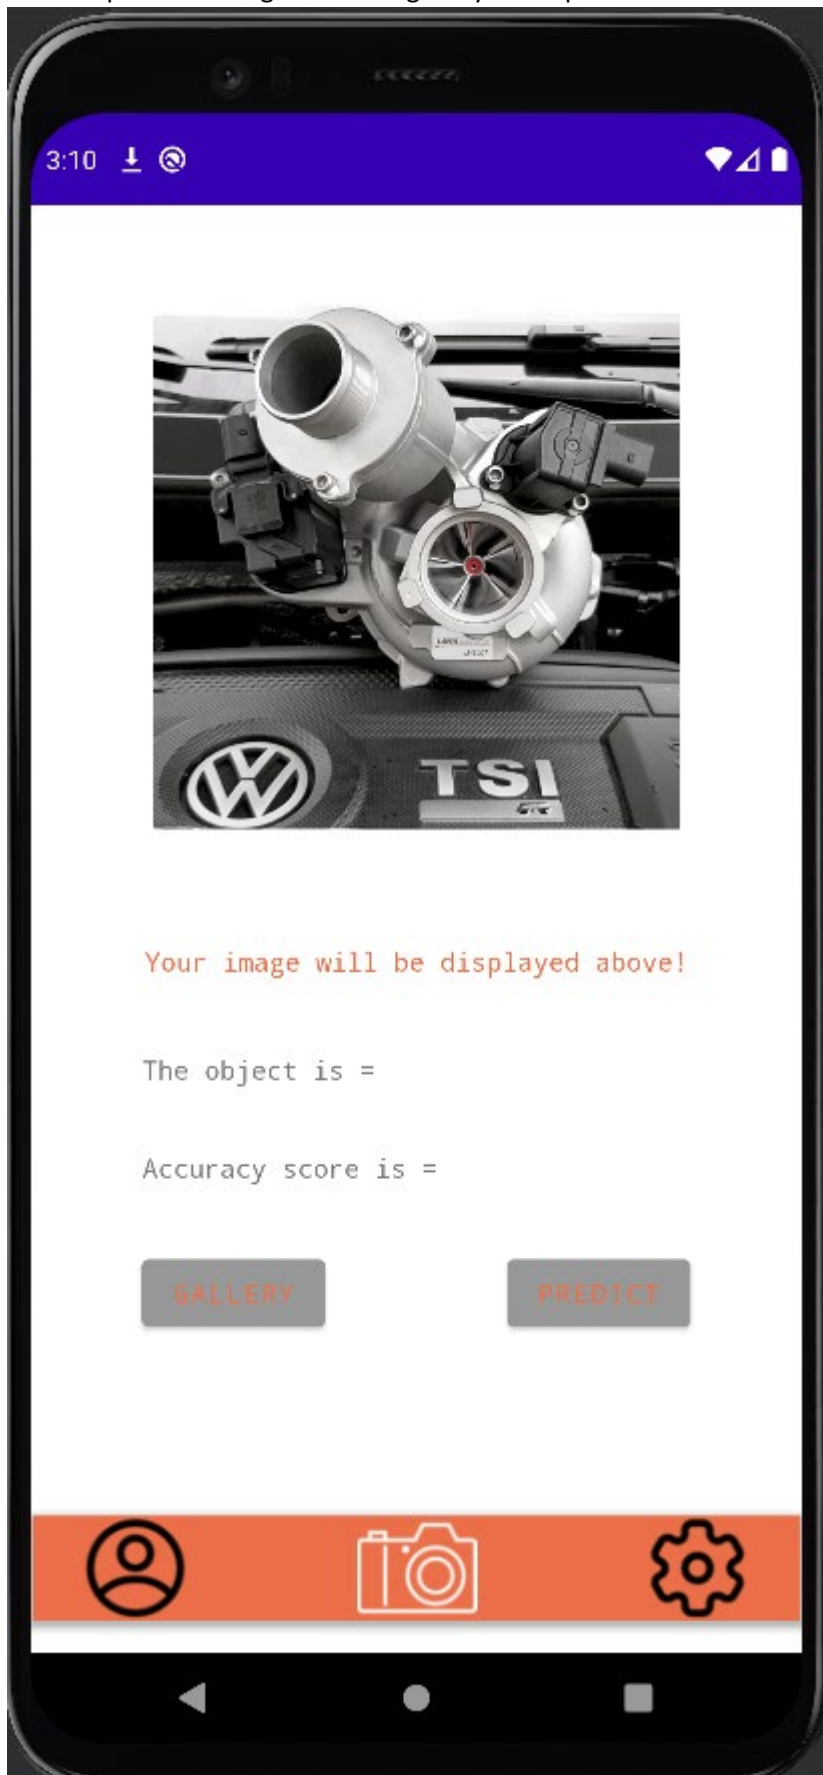 3:10
TSI
Your image will be displayed above!
The object is =
Accuracy score is =
GALLERY
PREDICT